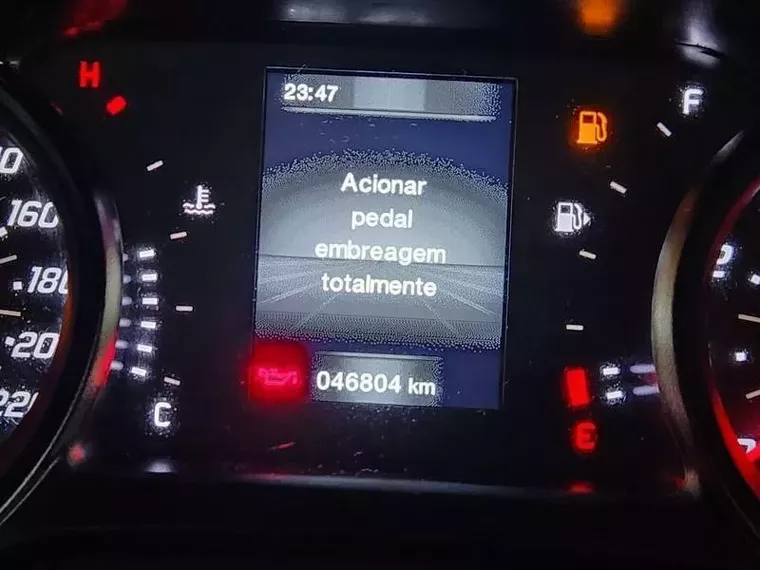 23:47
H
F
Acionar
pedal
embreagem
totalmente
160
180
C
046804 km
E